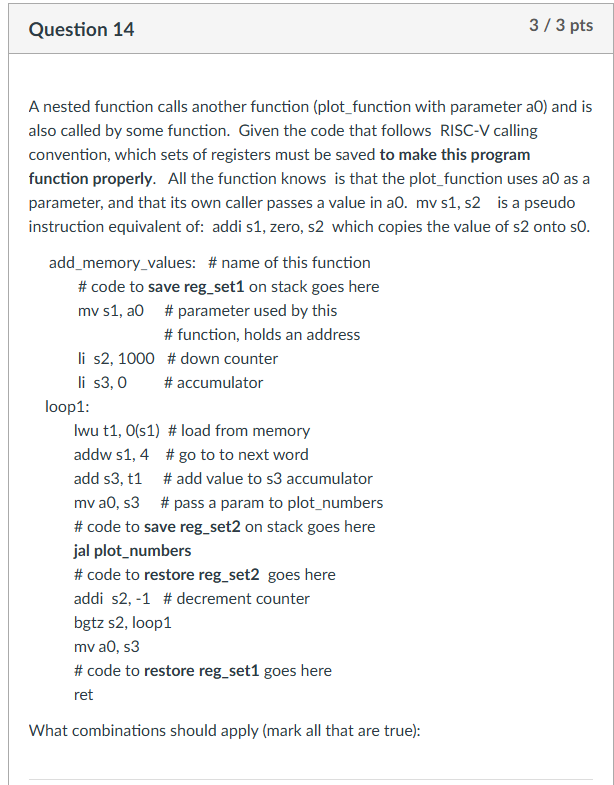 Question 14
3 / 3 pts
A nested function calls another function (plot_function with parameter a0) and is
also called by some function. Given the code that follows RISC-V calling
convention, which sets of registers must be saved to make this program
function properly. All the function knows is that the plot_function uses a0 as a
parameter, and that its own caller passes a value in a0. mv s1, s2 is a pseudo
instruction equivalent of: addi s1, zero, s2 which copies the value of s2 onto s0.
add_memory_values: # name of this function
# code to save reg_set1 on stack goes here
mv s1, a0 # parameter used by this
# function, holds an address
li s2, 1000 # down counter
li s3, 0 # accumulator
loop1:
lwu t1, 0(s1) # load from memory
addw s1, 4 # go to to next word
add s3, t1 # add value to s3 accumulator
mv a0, s3 # pass a param to plot_numbers
# code to save reg_set2 on stack goes here
jal plot_numbers
# code to restore reg_set2 goes here
addi s2, -1 # decrement counter
bgtz s2, loop1
mv a0, s3
# code to restore reg_set1 goes here
ret
What combinations should apply (mark all that are true):